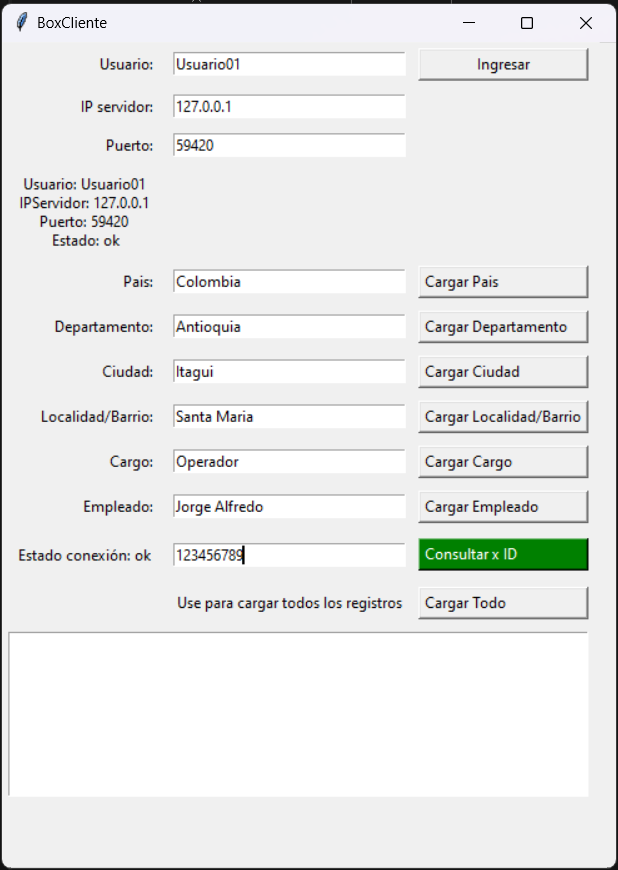 BoxCliente
Usuario: Usuario01 Ingresar
IP servidor: 127.0.0.1
Puerto: 59420
Usuario: Usuario01
IPServidor: 127.0.0.1
Puerto: 59420
Estado: ok
Pais: Colombia Cargar Pais
Departamento: Antioquia Cargar Departamento
Ciudad: Itagui Cargar Ciudad
Localidad/Barrio: Santa Maria Cargar Localidad/Barrio
Cargo: Operador Cargar Cargo
Empleado: Jorge Alfredo Cargar Empleado
Estado conexión: ok 123456789 Consultar x ID
Use para cargar todos los registros Cargar Todo